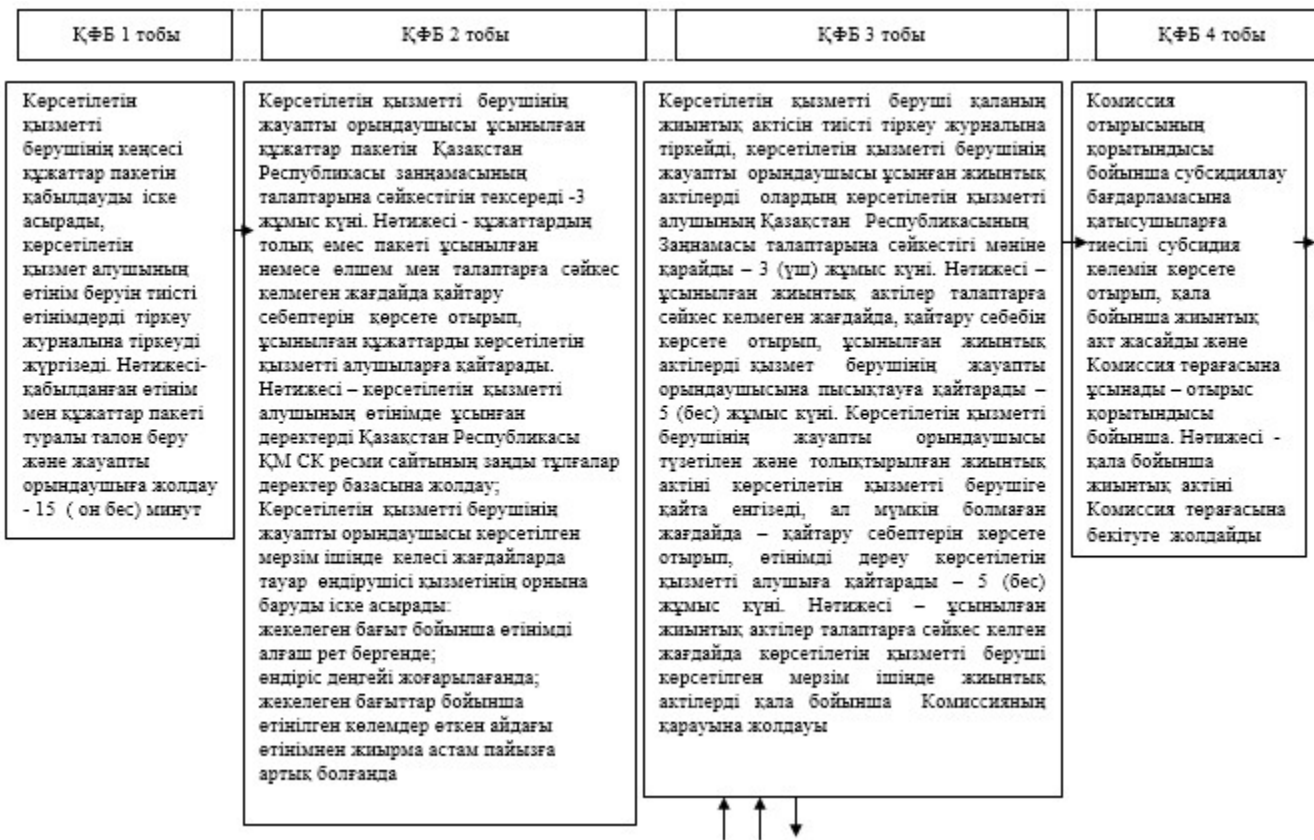 ҚФБ 1 тобы
ҚФБ 2 тобы
ҚФБ 3 тобы
ҚФБ 4 тобы
Көрсетілетін
қызметті
берушінің кеңсесі
құжаттар пакетін
қабылдауды іске
асырады,
көрсетілетін
қызмет алушының
өтінім беруін тиісті
өтінімдерді тіркеу
журналына тіркеуді
жүргізеді. Нәтижесі-
қабылданған өтінім
мен құжаттар пакеті
туралы талон беру
және жауапты
орындаушыға жолдау
- 15 ( он бес) минут
Көрсетілетін қызметті берушінің
жауапты орындаушысы ұсынылған
құжаттар пакетін Қазақстан
Республикасы заңнамасының
талаптарына сәйкестігін тексереді -3
жұмыс күні. Нәтижесі - құжаттардың
толық емес пакеті ұсынылған
немесе өлшем мен талаптарға сәйкес
келмеген жағдайда қайтару
себептерін көрсете отырып,
ұсынылған құжаттарды көрсетілетін
қызметті алушыларға қайтарады.
Нәтижесі – көрсетілетін қызметті
алушының өтінімде ұсынған
деректерді Қазақстан Республикасы
ҚМ СК ресми сайтының заңды тұлғалар
деректер базасына жолдау;
Көрсетілетін қызметті берушінің
жауапты орындаушысы көрсетілген
мерзім ішінде келесі жағдайларда
тауар өндірушісі қызметінің орнына
баруды іске асырады:
жекелеген бағыт бойынша өтінімді
алғаш рет бергенде;
өндіріс деңгейі жоғарылағанда;
жекелеген бағыттар бойынша
өтінілген көлемдер өткен айдағы
өтінімнен жиырма астам пайызға
артық болғанда
Көрсетілетін қызметті беруші қаланың
жиынтық актісін тиісті тіркеу журналына
тіркейді, көрсетілетін қызметті берушінің
жауапты орындаушысы ұсынған жиынтық
актілерді олардың көрсетілетін қызметті
алушының Қазақстан Республикасының
Заңнамасы талаптарына сәйкестігі мәніне
қарайды – 3 (үш) жұмыс күні. Нәтижесі –
ұсынылған жиынтық актілер талаптарға
сәйкес келмеген жағдайда, қайтару себебін
көрсете отырып, ұсынылған жиынтық
актілерді қызмет берушінің жауапты
орындаушысына пысықтауға қайтарады –
5 (бес) жұмыс күні. Көрсетілетін қызметті
берушінің жауапты орындаушысы
түзетілен және толықтырылған жиынтық
актіні көрсетілетін қызметті берушіге
қайта енгізеді, ал мүмкін болмаған
жағдайда – қайтару себептерін көрсете
отырып, өтінімді дереу көрсетілетін
қызметті алушыға қайтарады – 5 (бес)
жұмыс күні. Нәтижесі – ұсынылған
жиынтық актілер талаптарға сәйкес келген
жағдайда көрсетілетін қызметті беруші
көрсетілген мерзім ішінде жиынтық
актілерді қала бойынша Комиссияның
қарауына жолдауы
Комиссия
отырысының
қорытындысы
бойынша субсидиялау
бағдарламасына
қатысушыларға
тиесілі субсидия
көлемін көрсете
отырып, қала
бойынша жиынтық
акт жасайды және
Комиссия төрағасына
ұсынады – отырыс
қорытындысы
бойынша. Нәтижесі -
қала бойынша
жиынтық актіні
Комиссия төрағасына
бекітуге жолдайды